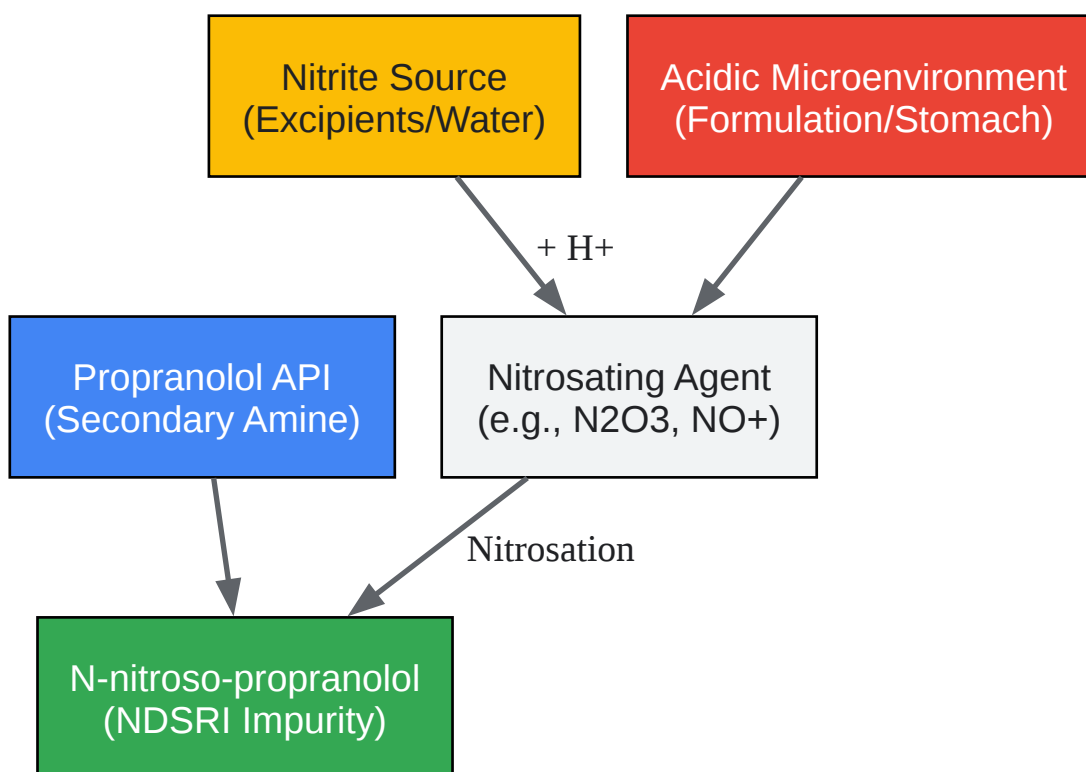 Nitrite Source
(Excipients/Water)
Acidic Microenvironment
(Formulation/Stomach)
+ H+
Propranolol API
(Secondary Amine)
Nitrosating Agent
(e.g., N2O3, NO+)
Nitrosation
N-nitroso-propranolol
(NDSRI Impurity)